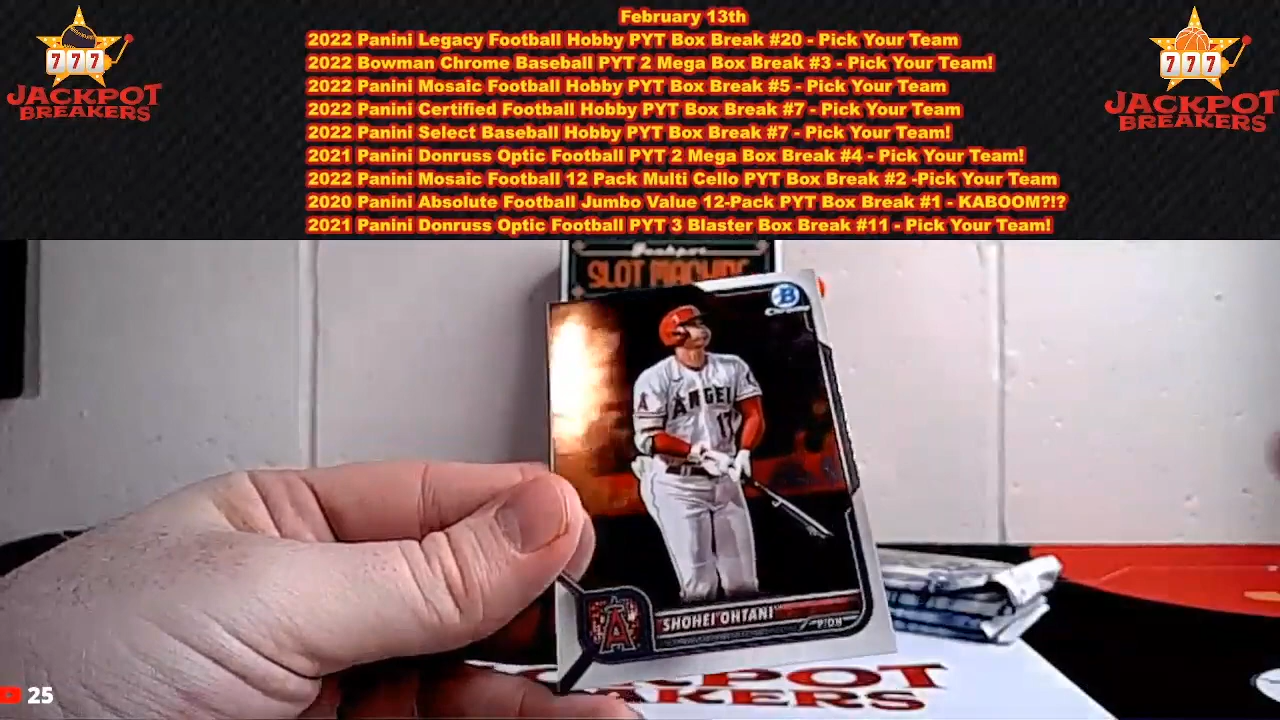 February 13th
2022 Panini Legacy Football Hobby PYT Box Break #20 - Pick Your Team
2022 Bowman Chrome Baseball PYT 2 Mega Box Break #3 - Pick Your Team!
2022 Panini Mosaic Football Hobby PYT Box Break #5 - Pick Your Team
2022 Panini Certified Football Hobby PYT Box Break #7 - Pick Your Team
2022 Panini Select Baseball Hobby PYT Box Break #7 - Pick Your Team!
2021 Panini Donruss Optic Football PYT 2 Mega Box Break #4 - Pick Your Team!
2022 Panini Mosaic Football 12 Pack Multi Cello PYT Box Break #2 -Pick Your Team
2020 Panini Absolute Football Jumbo Value 12-Pack PYT Box Break #1 - KABOOM?!?
2021 Panini Donruss Optic Football PYT 3 Blaster Box Break #11 - Pick Your Team!
777
JACKPOT
BREAKERS
777
JACKPOT
BREAKERS
Jackpot
SLOT MACHINE
B
Chrome
ANGEL
17
A
SHOHEI OHTANI
P/DH
JACKPOT
BREAKERS
25